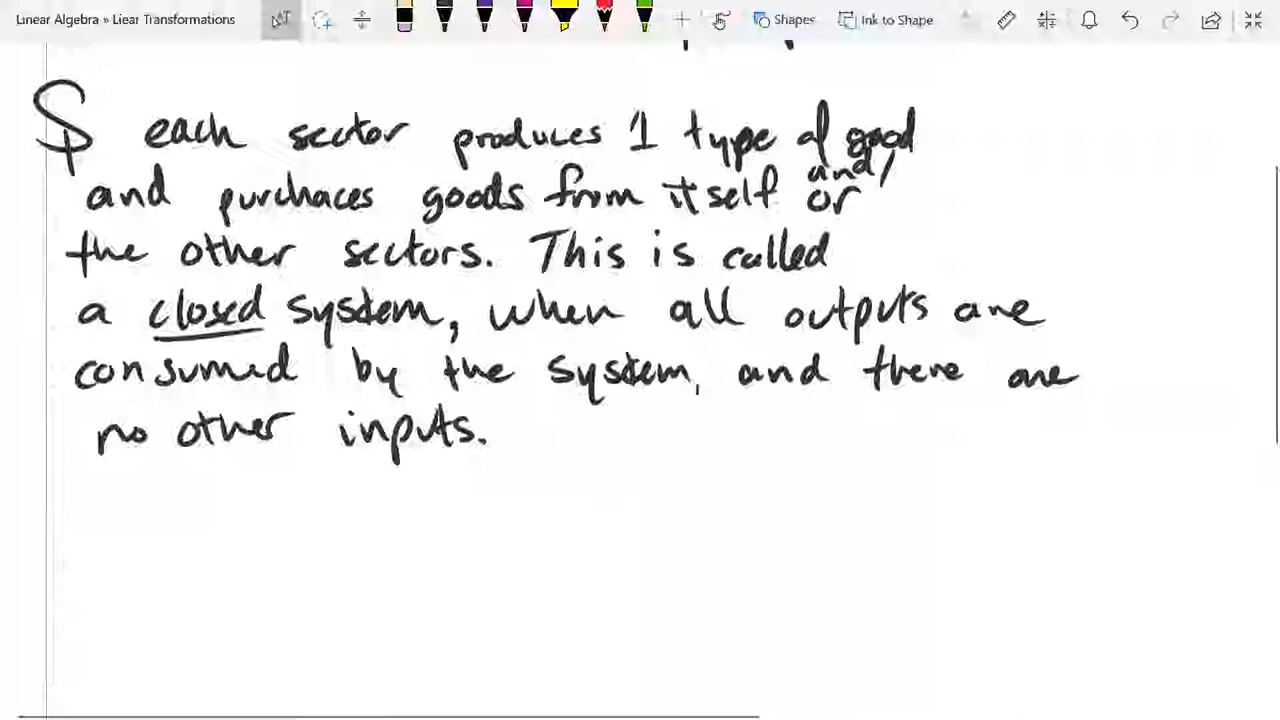 Linear Algebra » Liear Transformations
Shapes
Ink to Shape
each sector produces 1 type of good
and purchaces goods from itself and/or
the other sectors. This is called
a closed system, when all outputs are
consumed by the system, and there are
no other inputs.